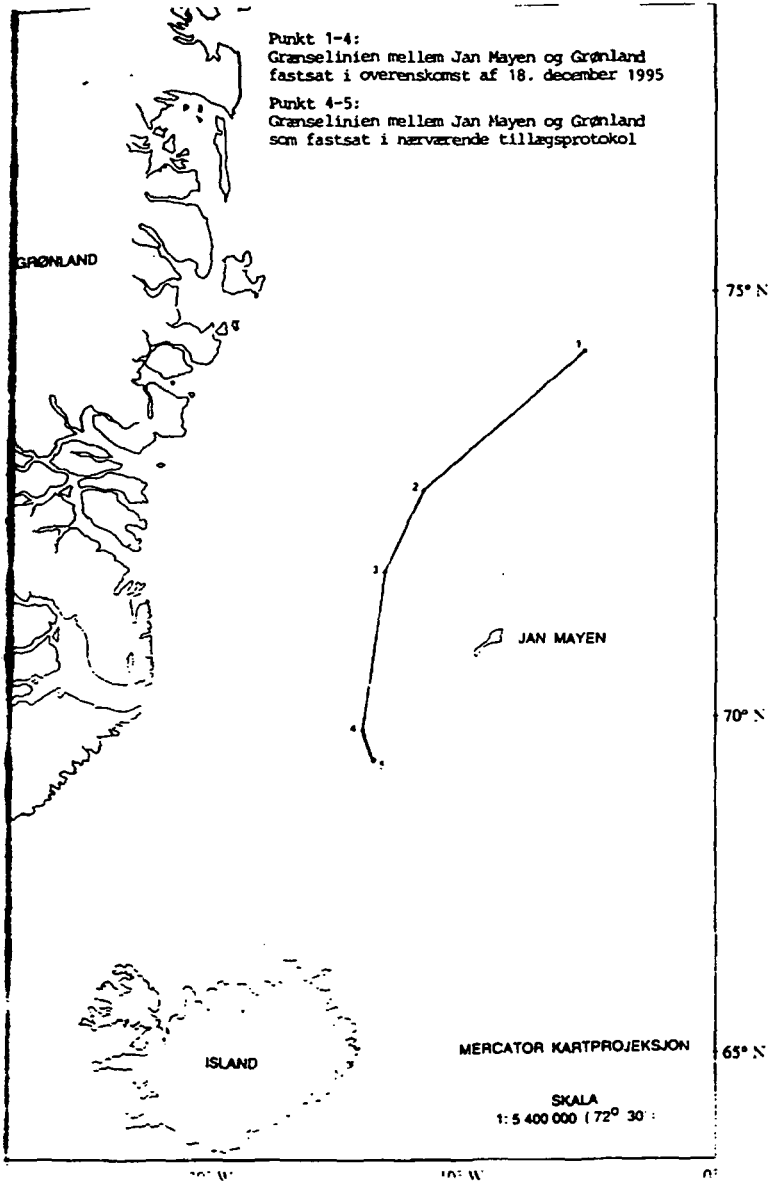 Punkt 1-4:
Grænselinien mellem Jan Mayen og Grønland
fastsat i overenskomst af 18. december 1995
Punkt 4-5:
Grænselinien mellem Jan Mayen og Grønland
som fastsat i nærværende tillægsprotokol
GRØNLAND
75° N
1
2
3
JAN MAYEN
70° N
4
MERCATOR KARTPROJEKSJON
65° N
ISLAND
SKALA
1: 5 400 000 ( 72° 30'